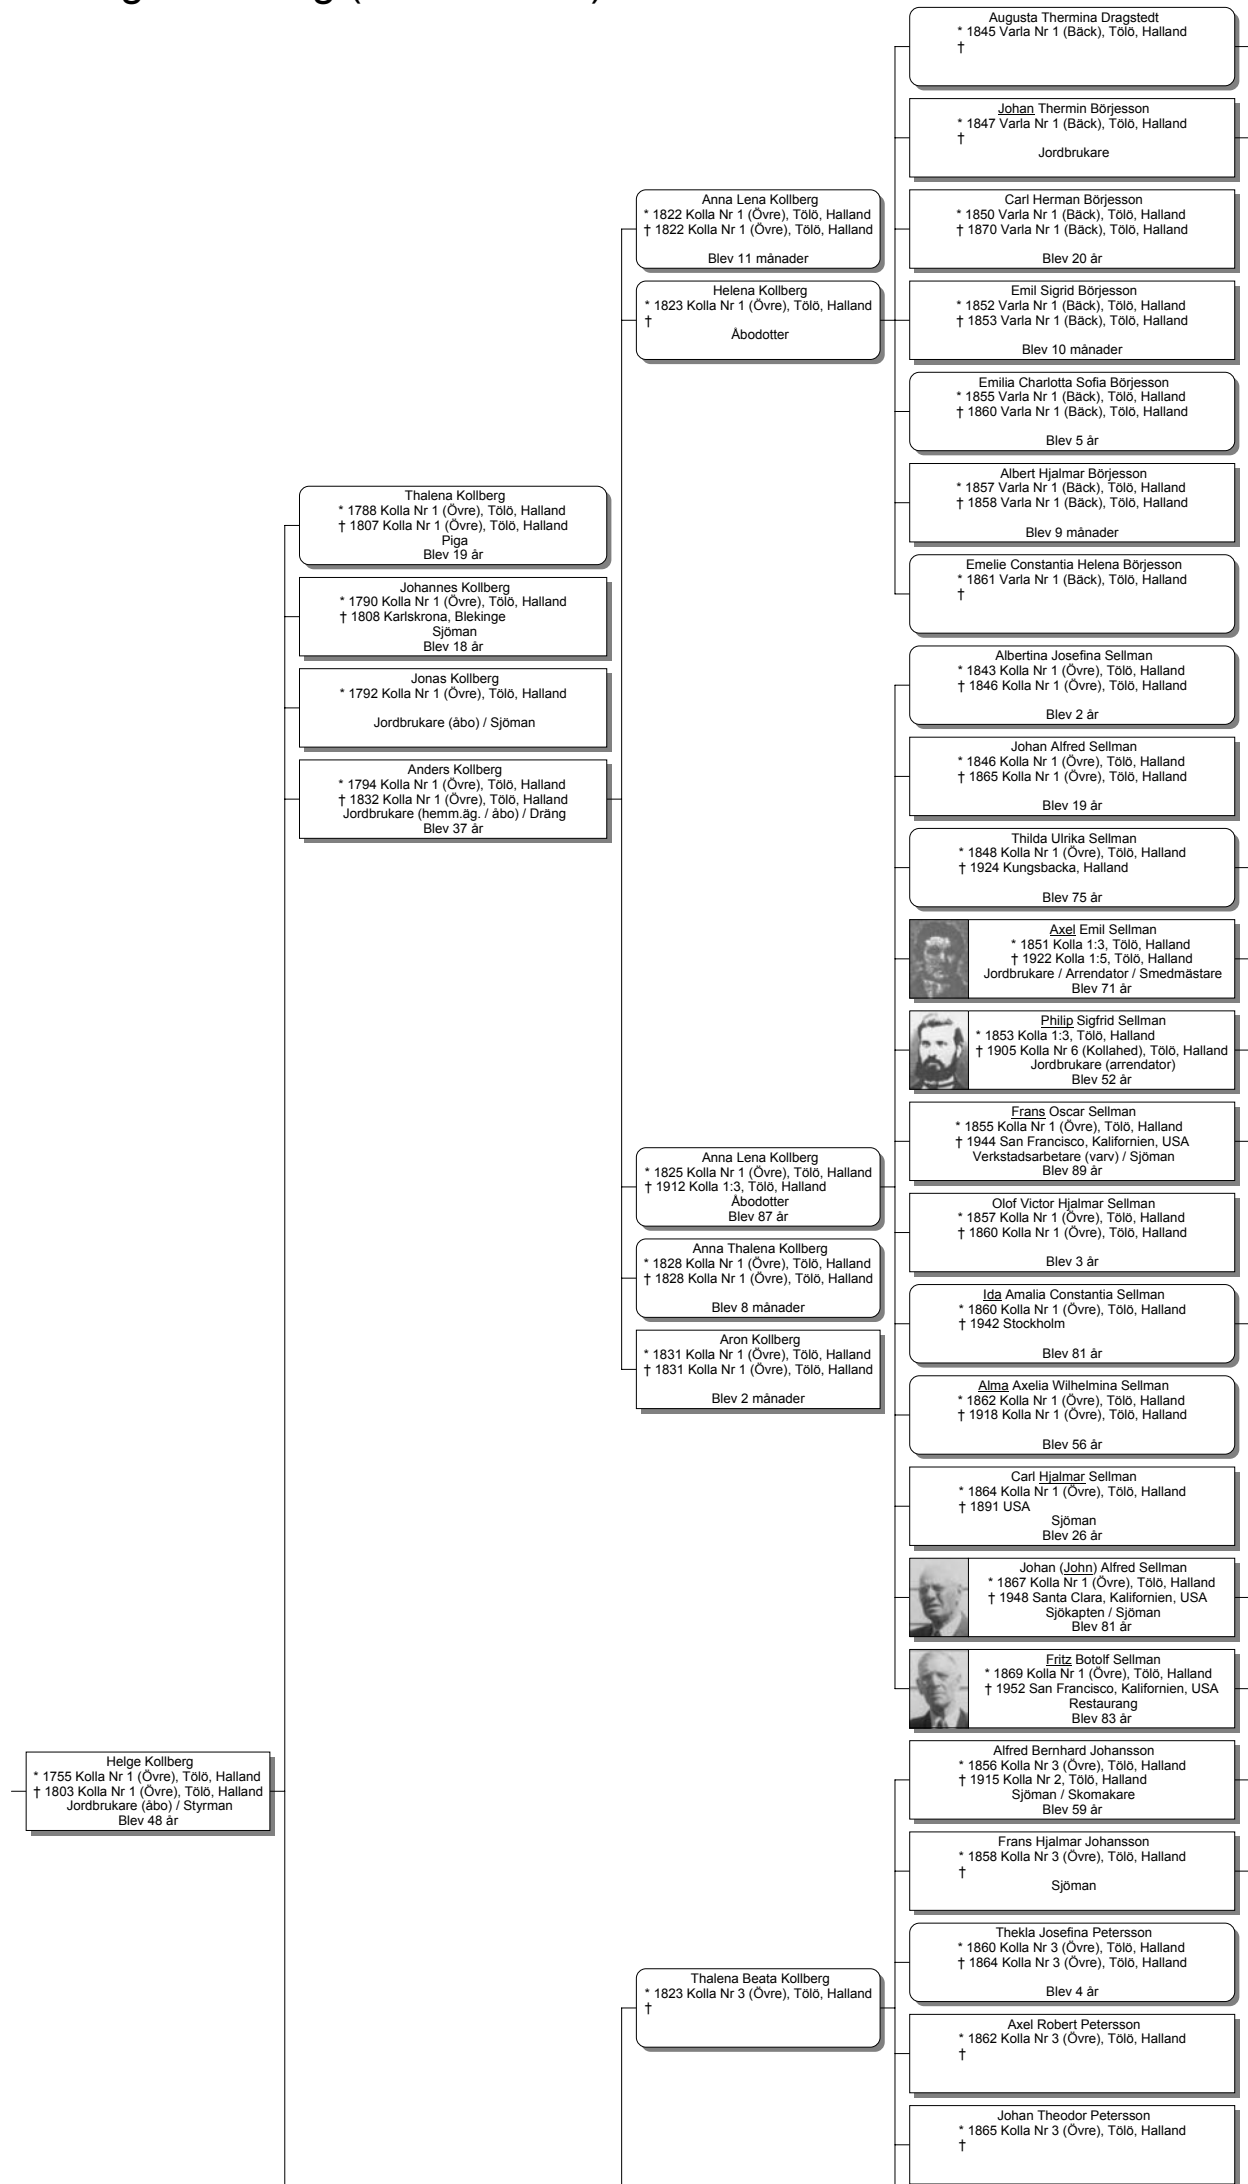 Augusta Thermina Dragstedt
* 1845 Varla Nr 1 (Bäck), Tölö, Halland
†
Johan Thermin Börjesson
* 1847 Varla Nr 1 (Bäck), Tölö, Halland
†
Jordbrukare
Anna Lena Kollberg
* 1822 Kolla Nr 1 (Övre), Tölö, Halland
† 1822 Kolla Nr 1 (Övre), Tölö, Halland
Blev 11 månader
Carl Herman Börjesson
* 1850 Varla Nr 1 (Bäck), Tölö, Halland
† 1870 Varla Nr 1 (Bäck), Tölö, Halland
Blev 20 år
Helena Kollberg
* 1823 Kolla Nr 1 (Övre), Tölö, Halland
†
Åbodotter
Emil Sigrid Börjesson
* 1852 Varla Nr 1 (Bäck), Tölö, Halland
† 1853 Varla Nr 1 (Bäck), Tölö, Halland
Blev 10 månader
Emilia Charlotta Sofia Börjesson
* 1855 Varla Nr 1 (Bäck), Tölö, Halland
† 1860 Varla Nr 1 (Bäck), Tölö, Halland
Blev 5 år
Albert Hjalmar Börjesson
* 1857 Varla Nr 1 (Bäck), Tölö, Halland
† 1858 Varla Nr 1 (Bäck), Tölö, Halland
Blev 9 månader
Thalena Kollberg
* 1788 Kolla Nr 1 (Övre), Tölö, Halland
† 1807 Kolla Nr 1 (Övre), Tölö, Halland
Piga
Blev 19 år
Emelie Constantia Helena Börjesson
* 1861 Varla Nr 1 (Bäck), Tölö, Halland
†
Johannes Kollberg
* 1790 Kolla Nr 1 (Övre), Tölö, Halland
† 1808 Karlskrona, Blekinge
Sjöman
Blev 18 år
Albertina Josefina Sellman
* 1843 Kolla Nr 1 (Övre), Tölö, Halland
† 1846 Kolla Nr 1 (Övre), Tölö, Halland
Blev 2 år
Jonas Kollberg
* 1792 Kolla Nr 1 (Övre), Tölö, Halland
Jordbrukare (åbo) / Sjöman
Johan Alfred Sellman
* 1846 Kolla Nr 1 (Övre), Tölö, Halland
† 1865 Kolla Nr 1 (Övre), Tölö, Halland
Blev 19 år
Anders Kollberg
* 1794 Kolla Nr 1 (Övre), Tölö, Halland
† 1832 Kolla Nr 1 (Övre), Tölö, Halland
Jordbrukare (hemm.äg. / åbo) / Dräng
Blev 37 år
Thilda Ulrika Sellman
* 1848 Kolla Nr 1 (Övre), Tölö, Halland
† 1924 Kungsbacka, Halland
Blev 75 år
Axel Emil Sellman
* 1851 Kolla 1:3, Tölö, Halland
† 1922 Kolla 1:5, Tölö, Halland
Jordbrukare / Arrendator / Smedmästare
Blev 71 år
Philip Sigfrid Sellman
* 1853 Kolla 1:3, Tölö, Halland
† 1905 Kolla Nr 6 (Kollahed), Tölö, Halland
Jordbrukare (arrendator)
Blev 52 år
Frans Oscar Sellman
* 1855 Kolla Nr 1 (Övre), Tölö, Halland
† 1944 San Francisco, Kalifornien, USA
Verkstadsarbetare (varv) / Sjöman
Blev 89 år
Anna Lena Kollberg
* 1825 Kolla Nr 1 (Övre), Tölö, Halland
† 1912 Kolla 1:3, Tölö, Halland
Åbodotter
Blev 87 år
Olof Victor Hjalmar Sellman
* 1857 Kolla Nr 1 (Övre), Tölö, Halland
† 1860 Kolla Nr 1 (Övre), Tölö, Halland
Blev 3 år
Anna Thalena Kollberg
* 1828 Kolla Nr 1 (Övre), Tölö, Halland
† 1828 Kolla Nr 1 (Övre), Tölö, Halland
Blev 8 månader
Ida Amalia Constantia Sellman
* 1860 Kolla Nr 1 (Övre), Tölö, Halland
† 1942 Stockholm
Blev 81 år
Aron Kollberg
* 1831 Kolla Nr 1 (Övre), Tölö, Halland
† 1831 Kolla Nr 1 (Övre), Tölö, Halland
Blev 2 månader
Alma Axelia Wilhelmina Sellman
* 1862 Kolla Nr 1 (Övre), Tölö, Halland
† 1918 Kolla Nr 1 (Övre), Tölö, Halland
Blev 56 år
Carl Hjalmar Sellman
* 1864 Kolla Nr 1 (Övre), Tölö, Halland
† 1891 USA
Sjöman
Blev 26 år
Johan (John) Alfred Sellman
* 1867 Kolla Nr 1 (Övre), Tölö, Halland
† 1948 Santa Clara, Kalifornien, USA
Sjökapten / Sjöman
Blev 81 år
Fritz Botolf Sellman
* 1869 Kolla Nr 1 (Övre), Tölö, Halland
† 1952 San Francisco, Kalifornien, USA
Restaurang
Blev 83 år
Helge Kollberg
* 1755 Kolla Nr 1 (Övre), Tölö, Halland
† 1803 Kolla Nr 1 (Övre), Tölö, Halland
Jordbrukare (åbo) / Styrman
Blev 48 år
Alfred Bernhard Johansson
* 1856 Kolla Nr 3 (Övre), Tölö, Halland
† 1915 Kolla Nr 2, Tölö, Halland
Sjöman / Skomakare
Blev 59 år
Frans Hjalmar Johansson
* 1858 Kolla Nr 3 (Övre), Tölö, Halland
†
Sjöman
Thekla Josefina Petersson
* 1860 Kolla Nr 3 (Övre), Tölö, Halland
† 1864 Kolla Nr 3 (Övre), Tölö, Halland
Blev 4 år
Thalena Beata Kollberg
* 1823 Kolla Nr 3 (Övre), Tölö, Halland
†
Axel Robert Petersson
* 1862 Kolla Nr 3 (Övre), Tölö, Halland
†
Johan Theodor Petersson
* 1865 Kolla Nr 3 (Övre), Tölö, Halland
†